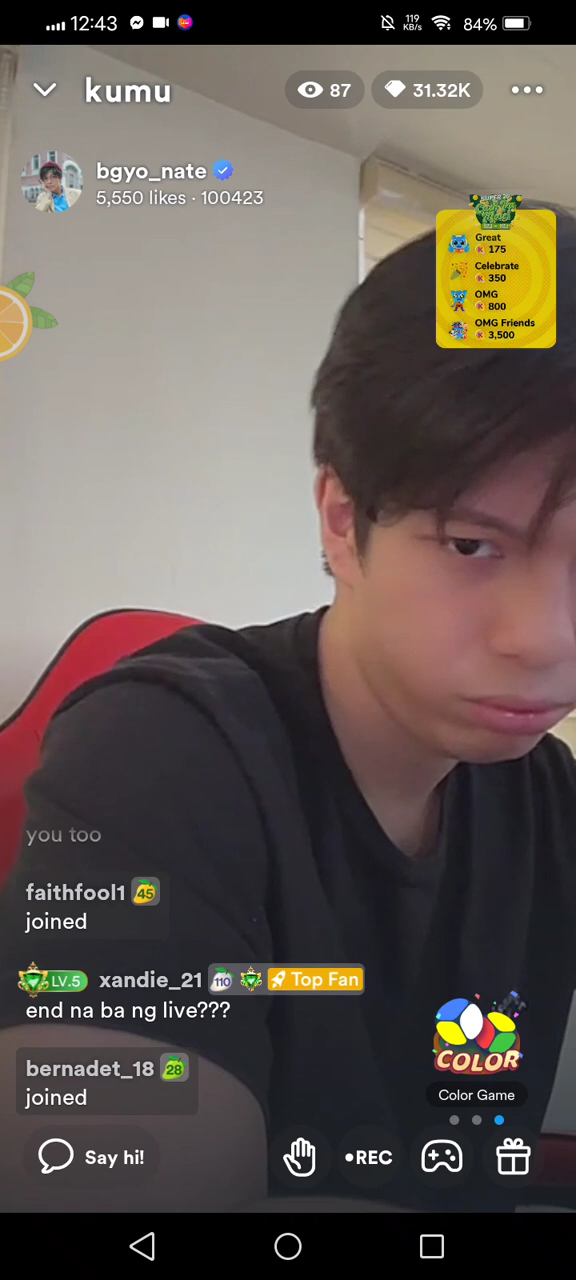 12:43
119
KB/s
84%
kumu
87
31.32K
bgyo_nate
5,550 likes · 100423
Great
175
Celebrate
350
OMG
800
OMG Friends
3,500
you too
faithfool1 45
joined
LV.5 xandie_21 110 Top Fan
end na ba ng live???
bernadet_18 28
joined
COLOR
Color Game
Say hi!
•REC